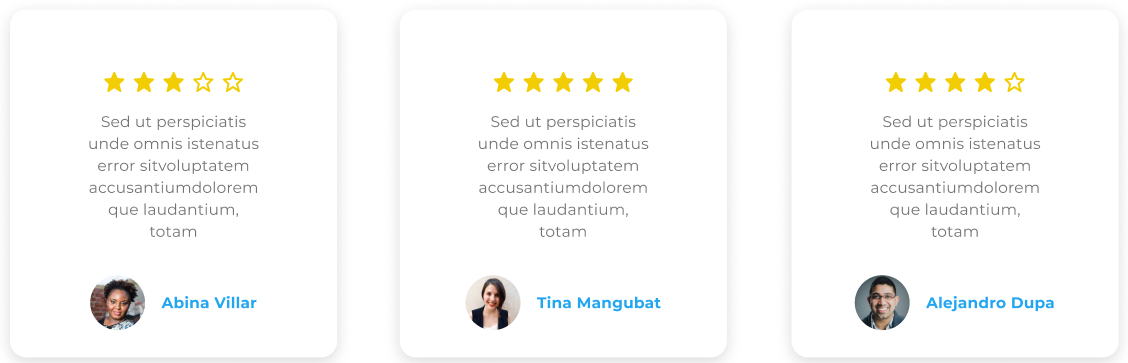 Sed ut perspiciatis
unde omnis istenatus
error sitvoluptatem
accusantiumdolorem
que laudantium,
totam
Abina Villar
Sed ut perspiciatis
unde omnis istenatus
error sitvoluptatem
accusantiumdolorem
que laudantium,
totam
Tina Mangubat
Sed ut perspiciatis
unde omnis istenatus
error sitvoluptatem
accusantiumdolorem
que laudantium,
totam
Alejandro Dupa